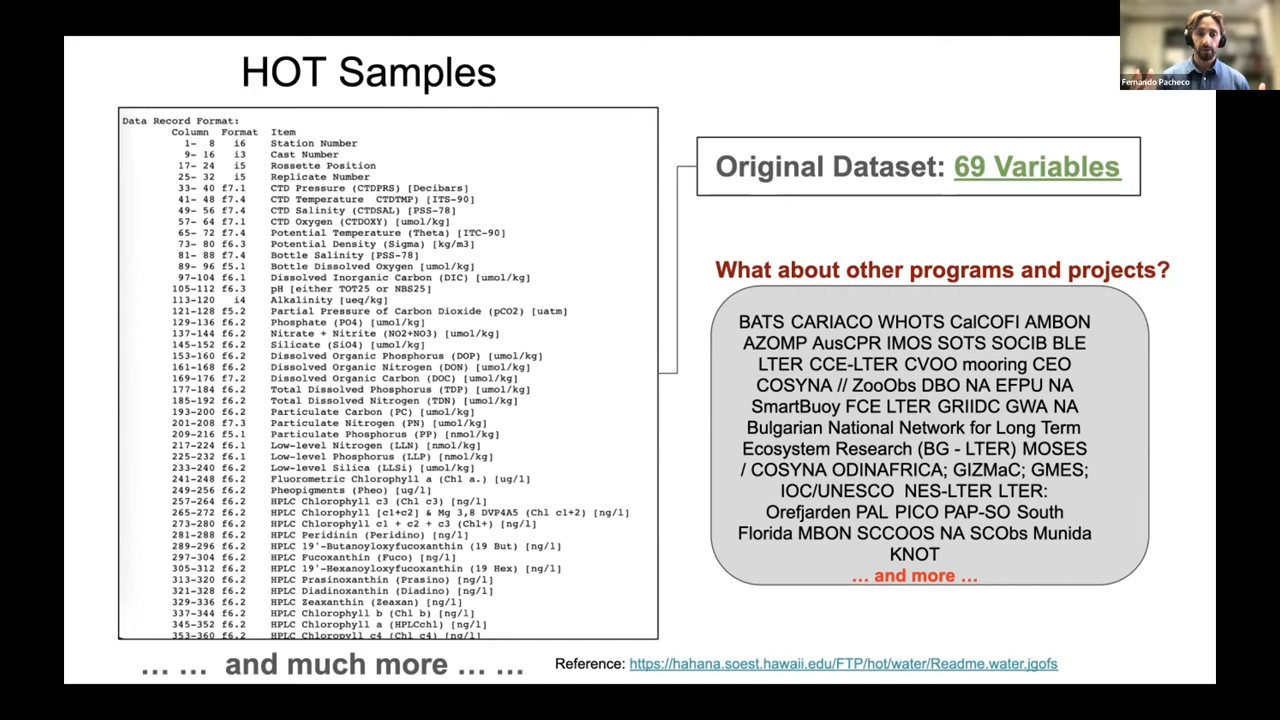 HOT Samples
Fernando Pacheco
Data Record Format:
Column Format Item
1- 8 i6 Station Number
9- 16 i3 Cast Number
17- 24 i5 Rossette Position
25- 32 i5 Replicate Number
33- 40 f7.1 CTD Pressure (CTDPRS) [Decibars]
41- 48 f7.4 CTD Temperature CTDTMP) [ITS-90]
49- 56 f7.4 CTD Salinity (CTDSAL) [PSS-78]
57- 64 f7.1 CTD Oxygen (CTDOXY) [umol/kg]
65- 72 f7.4 Potential Temperature (Theta) [ITC-90]
73- 80 f6.3 Potential Density (Sigma) [kg/m3]
81- 88 f7.4 Bottle Salinity [PSS-78]
89- 96 f5.1 Bottle Dissolved Oxygen [umol/kg]
97-104 f6.1 Dissolved Inorganic Carbon (DIC) [umol/kg]
105-112 f6.3 pH [either TOT25 or NBS25]
113-120 i4 Alkalinity [ueq/kg]
121-128 f5.2 Partial Pressure of Carbon Dioxide (pCO2) [uatm]
129-136 f6.2 Phosphate (PO4) [umol/kg]
137-144 f7.2 Nitrate + Nitrite (NO2+NO3) [umol/kg]
145-152 f6.2 Silicate (SiO4) [umol/kg]
153-160 f6.2 Dissolved Organic Phosphorus (DOP) [umol/kg]
161-168 f6.2 Dissolved Organic Nitrogen (DON) [umol/kg]
169-176 f7.2 Dissolved Organic Carbon (DOC) [umol/kg]
177-184 f6.2 Total Dissolved Phosphorus (TDP) [umol/kg]
185-192 f6.2 Total Dissolved Nitrogen (TDN) [umol/kg]
193-200 f6.2 Particulate Carbon (PC) [umol/kg]
201-208 f7.3 Particulate Nitrogen (PN) [umol/kg]
209-216 f5.1 Particulate Phosphorus (PP) [nmol/kg]
217-224 f6.1 Low-level Nitrogen (LLN) [nmol/kg]
225-232 f6.1 Low-level Phosphorus (LLP) [nmol/kg]
233-240 f6.2 Low-level Silica (LLSi) [umol/kg]
241-248 f6.2 Fluorometric Chlorophyll a (Chl a.) [ug/l]
249-256 f6.2 Pheopigments (Pheo) [ug/l]
257-264 f6.2 HPLC Chlorophyll c3 (Chl c3) [ng/l]
265-272 f6.2 HPLC Chlorophyll [c1+c2] & Mg 3,8 DVP4A5 (Chl c1+2) [ng/l]
273-280 f6.2 HPLC Chlorophyll c1 + c2 + c3 (Chl+) [ng/l]
281-288 f6.2 HPLC Peridinin (Peridino) [ng/l]
289-296 f6.2 HPLC 19'-Butanoyloxyfucoxanthin (19 But) [ng/l]
297-304 f6.2 HPLC Fucoxanthin (Fuco) [ng/l]
305-312 f6.2 HPLC 19'-Hexanoyloxyfucoxanthin (19 Hex) [ng/l]
313-320 f6.2 HPLC Prasinoxanthin (Prasino) [ng/l]
321-328 f6.2 HPLC Diadinoxanthin (Diadino) [ng/l]
329-336 f6.2 HPLC Zeaxanthin (Zeaxan) [ng/l]
337-344 f6.2 HPLC Chlorophyll b (Chl b) [ng/l]
345-352 f6.2 HPLC Chlorophyll a (HPLCchl) [ng/l]
353-360 f6.2 HPLC Chloropyll c4 (Chl c4) [ng/l]
… … and much more … …
Original Dataset: 69 Variables
What about other programs and projects?
BATS CARIACO WHOTS CalCOFI AMBON
AZOMP AusCPR IMOS SOTS SOCIB BLE
LTER CCE-LTER CVOO mooring CEO
COSYNA // ZooObs DBO NA EFPU NA
SmartBuoy FCE LTER GRIIDC GWA NA
Bulgarian National Network for Long Term
Ecosystem Research (BG - LTER) MOSES
/ COSYNA ODINAFRICA; GIZMaC; GMES;
IOC/UNESCO NES-LTER LTER:
Orefjarden PAL PICO PAP-SO South
Florida MBON SCCOOS NA SCObs Munida
KNOT
… and more …
Reference: https://hahana.soest.hawaii.edu/FTP/hot/water/Readme.water.jgofs